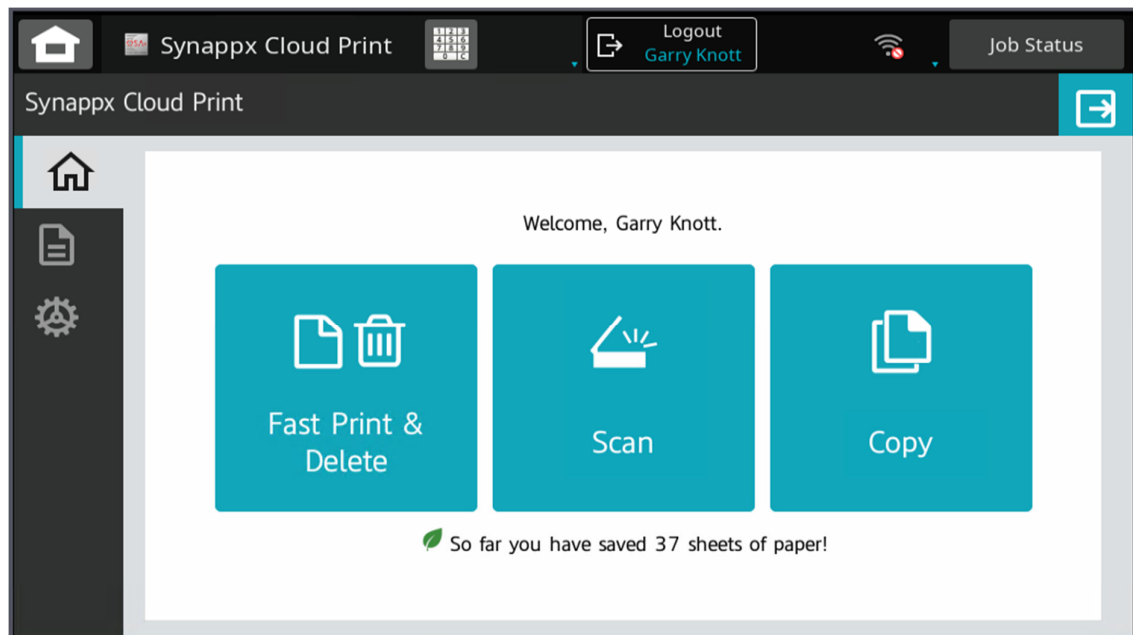 Synappx Cloud Print
Logout
Garry Knott
Job Status
Synappx Cloud Print
Welcome, Garry Knott.
Fast Print &
Delete
Scan
Copy
So far you have saved 37 sheets of paper!